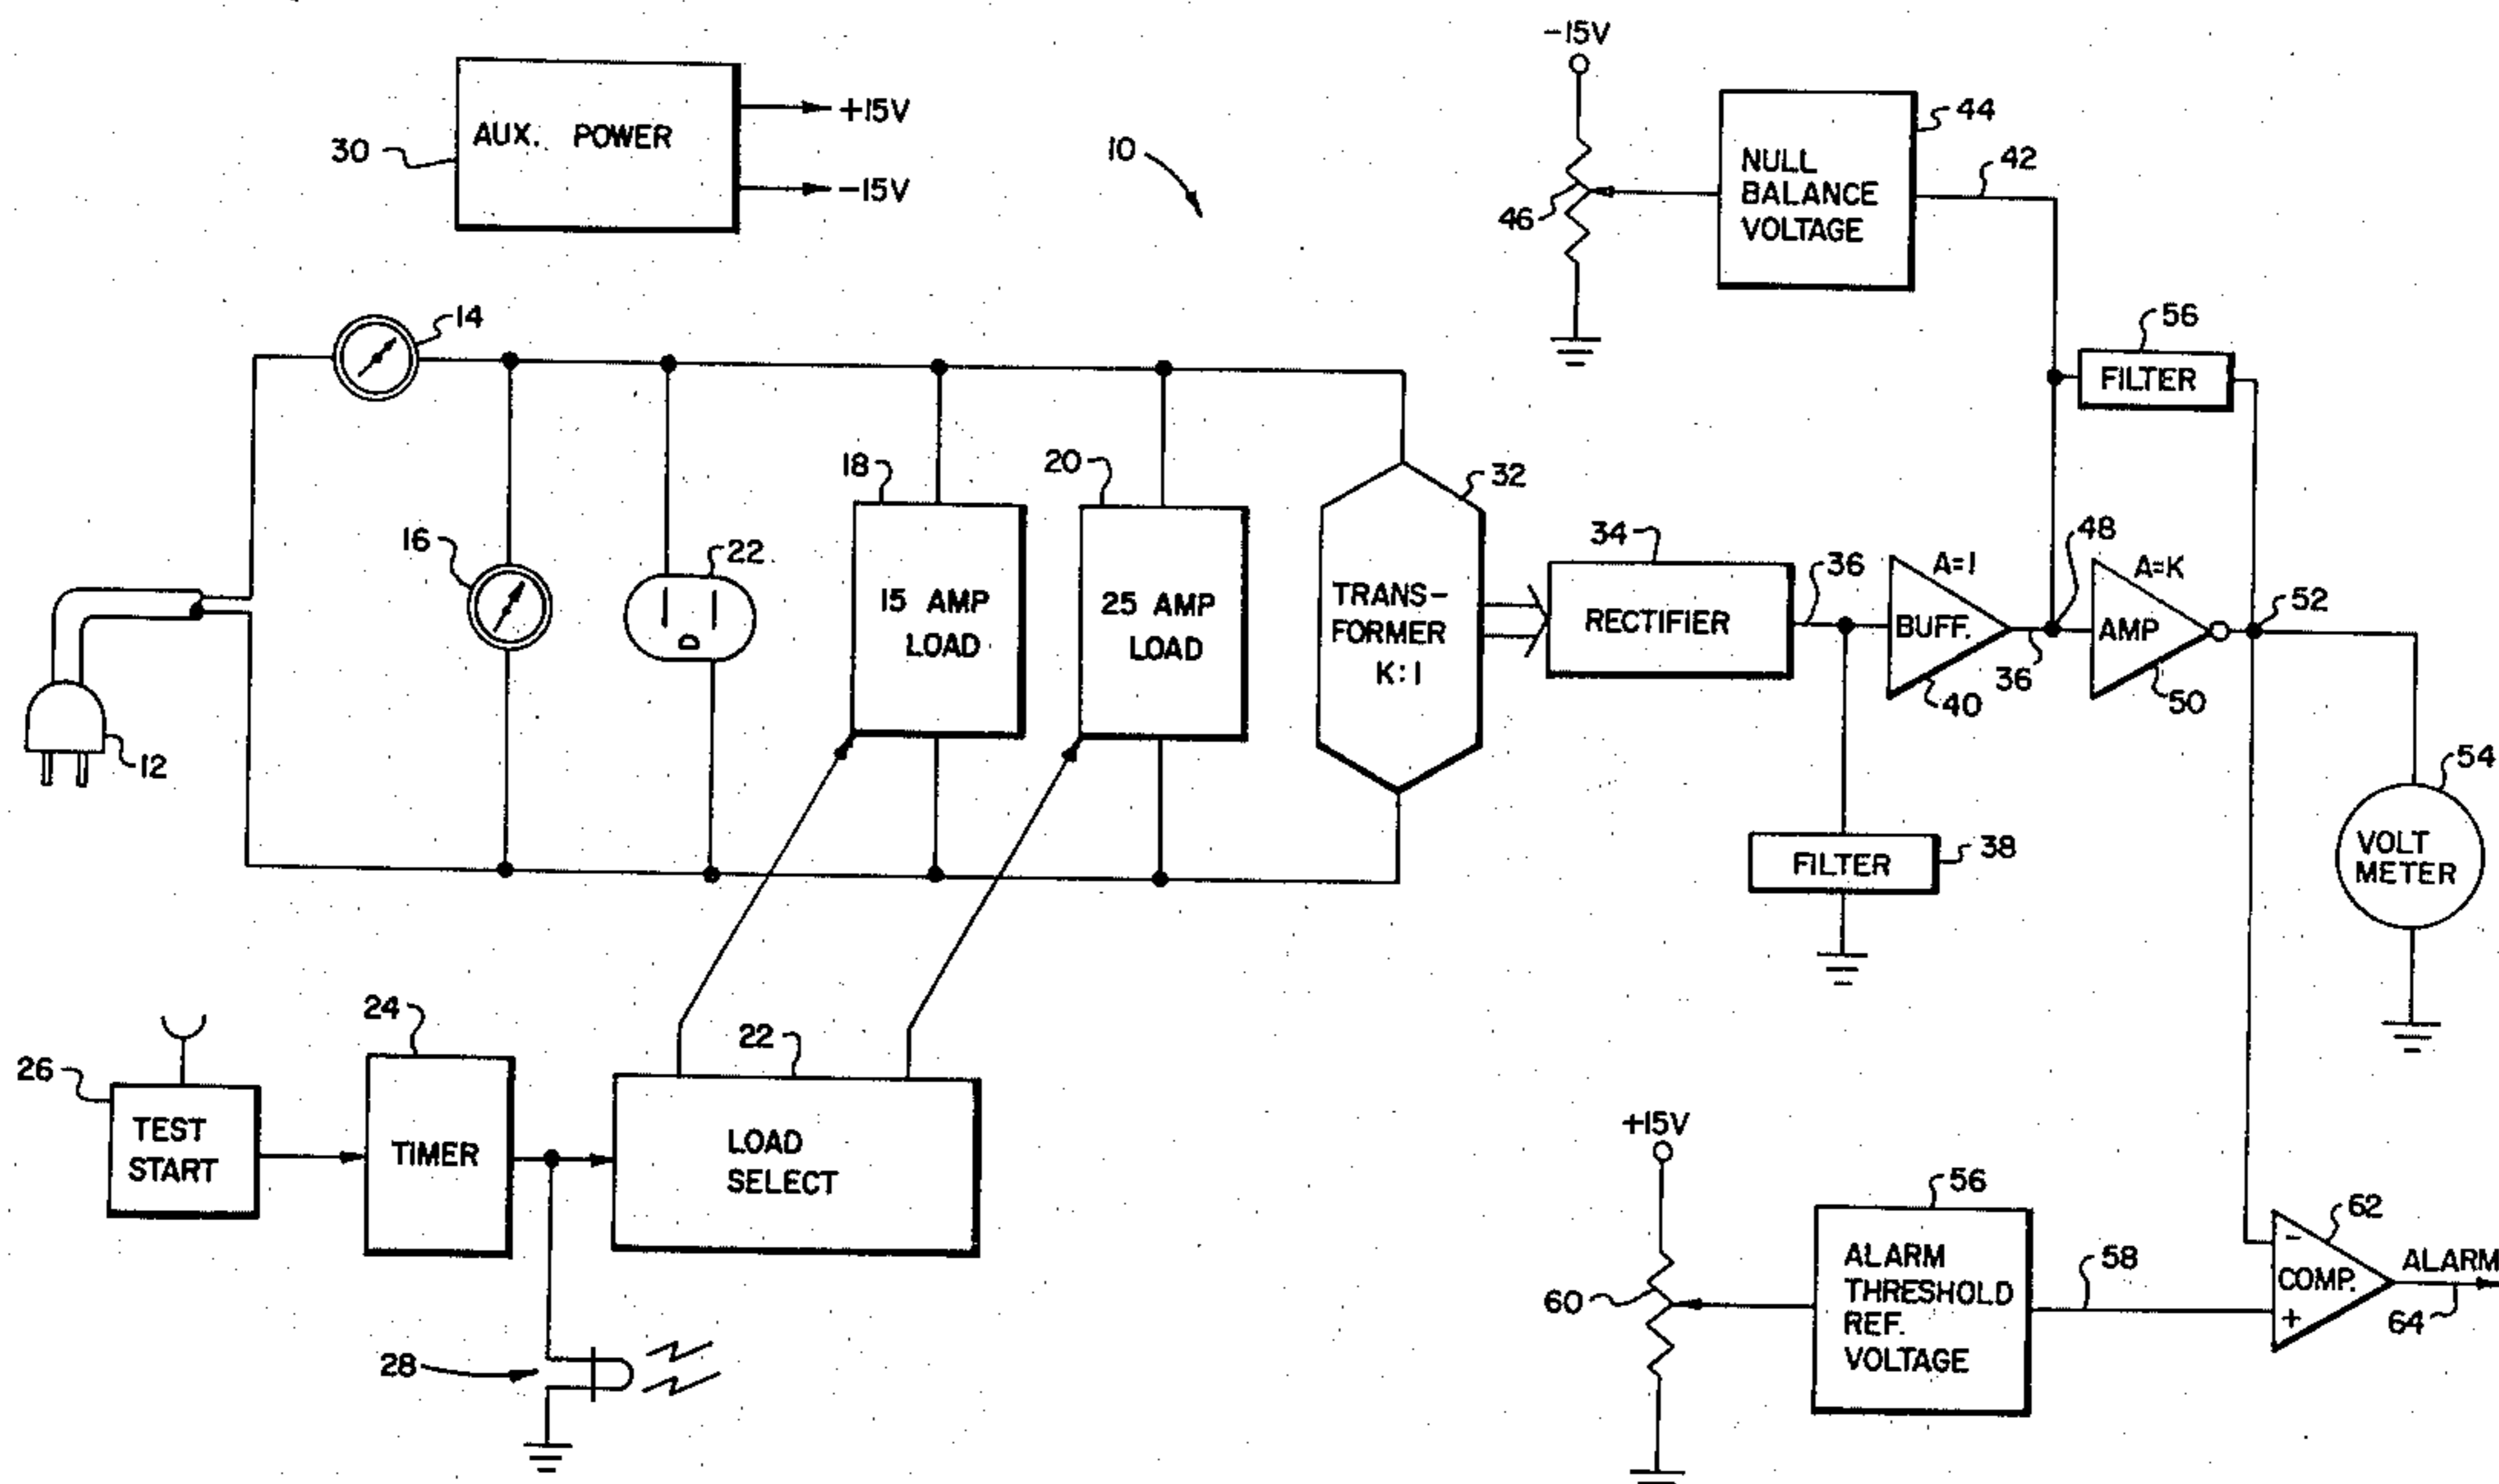 -15V
AUX. POWER
+15V
-15V
30
10
44
NULL
BALANCE
VOLTAGE
42
46
14
56
FILTER
18
20
32
16
22
15 AMP
LOAD
25 AMP
LOAD
TRANS-
FORMER
K:1
34
RECTIFIER
36
A=1
BUFF.
40
36
48
A=K
AMP
50
52
12
54
VOLT
METER
FILTER
38
24
22
26
TEST
START
TIMER
LOAD
SELECT
28
+15V
56
ALARM
THRESHOLD
REF.
VOLTAGE
58
60
62
-
COMP.
+
ALARM
64